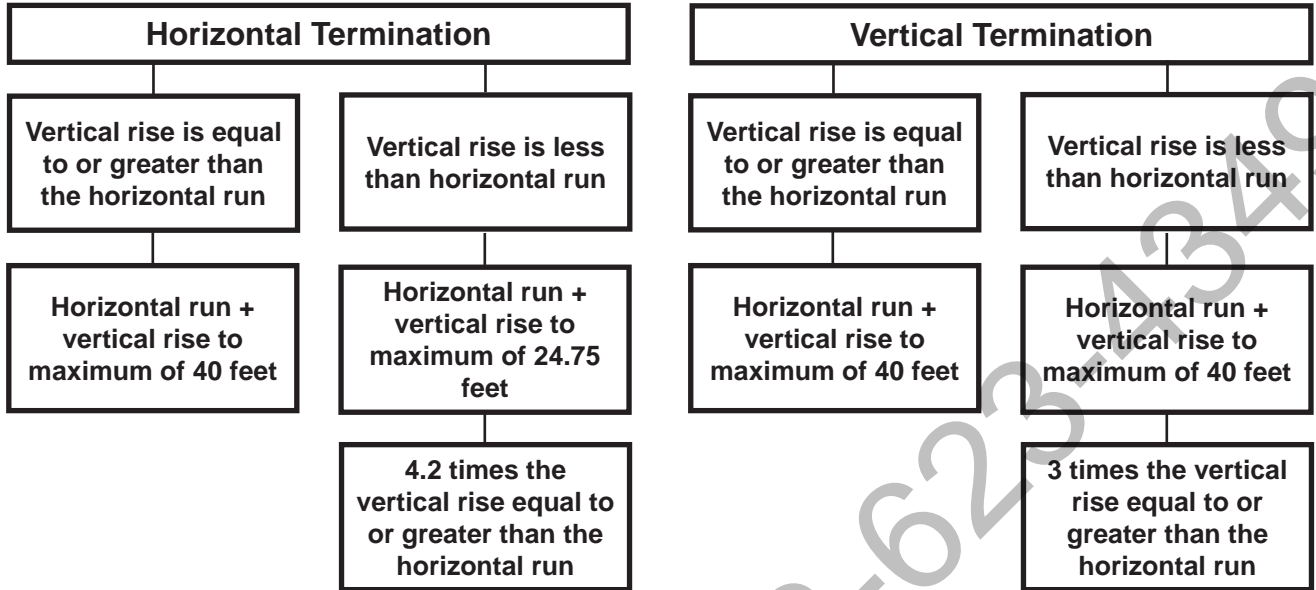 Horizontal Termination
Vertical rise is equal
to or greater than
the horizontal run
Horizontal run +
vertical rise to
maximum of 40 feet
Vertical rise is less
than horizontal run
Horizontal run +
vertical rise to
maximum of 24.75
feet
4.2 times the
vertical rise equal to
or greater than the
horizontal run
Vertical Termination
Vertical rise is equal
to or greater than
the horizontal run
Horizontal run +
vertical rise to
maximum of 40 feet
Vertical rise is less
than horizontal run
Horizontal run +
vertical rise to
maximum of 40 feet
3 times the vertical
rise equal to or
greater than the
horizontal run